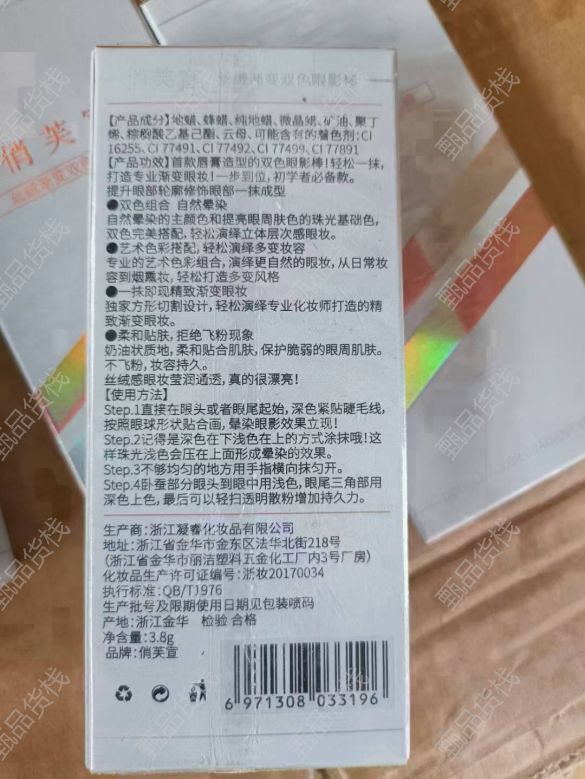 俏芙宣 丝绒渐变双色眼影棒
【产品成分】地蜡、蜂蜡、纯地蜡、微晶蜡、矿油、聚丁
烯、棕榈酸乙基己酯、云母、可能含有的着色剂：CI
16255、CI 77491、CI 77492、CI 77499、CI 77891
【产品功效】首款唇膏造型的双色眼影棒！轻松一抹，
打造专业渐变眼妆！一步到位，初学者必备款。
提升眼部轮廓修饰眼部一抹成型
●双色组合 自然晕染
自然晕染的主颜色和提亮眼周肤色的珠光基础色，
双色完美搭配，轻松演绎立体层次感眼妆。
●艺术色彩搭配，轻松演绎多变妆容
专业的艺术色彩组合，演绎更自然的眼妆，从日常妆
容到烟熏妆，轻松打造多变风格
●一抹即现精致渐变眼妆
独家方形切割设计，轻松演绎专业化妆师打造的精
致渐变眼妆。
●柔和贴肤，拒绝飞粉现象
奶油状质地，柔和贴合肌肤，保护脆弱的眼周肌肤。
不飞粉，妆容持久。
丝绒感眼妆莹润通透，真的很漂亮！
【使用方法】
Step.1直接在眼头或者眼尾起始，深色紧贴睫毛线，
按照眼球形状贴合画，晕染眼影效果立现！
Step.2记得是深色在下浅色在上的方式涂抹哦！这
样珠光浅色会压在上面形成晕染的效果。
Step.3不够均匀的地方用手指横向抹匀开。
Step.4卧蚕部分眼头到眼中用浅色，眼尾三角部用
深色上色，最后可以轻扫透明散粉增加持久力。
生产商：浙江凝睿化妆品有限公司
地址：浙江省金华市金东区法华北街218号
（浙江省金华市丽洁塑料五金化工厂内3号厂房）
化妆品生产许可证编号：浙妆20170034
执行标准：QB/T1976
生产批号及限期使用日期见包装喷码
产地：浙江金华 检验 合格
净含量：3.8g
品牌：俏芙宣
6 971308 033196
俏芙
丝绒渐变双色
甄品货栈